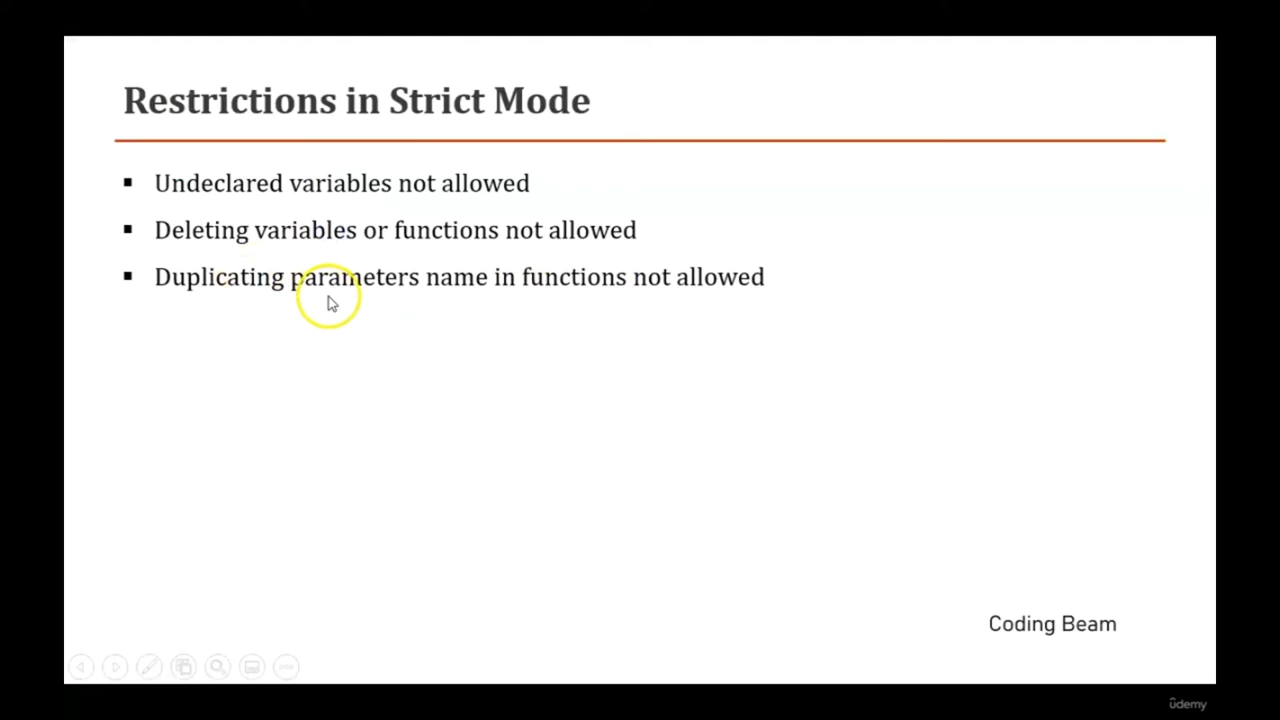 Restrictions in Strict Mode
▪ Undeclared variables not allowed
▪ Deleting variables or functions not allowed
▪ Duplicating parameters name in functions not allowed
Coding Beam
ûdemy